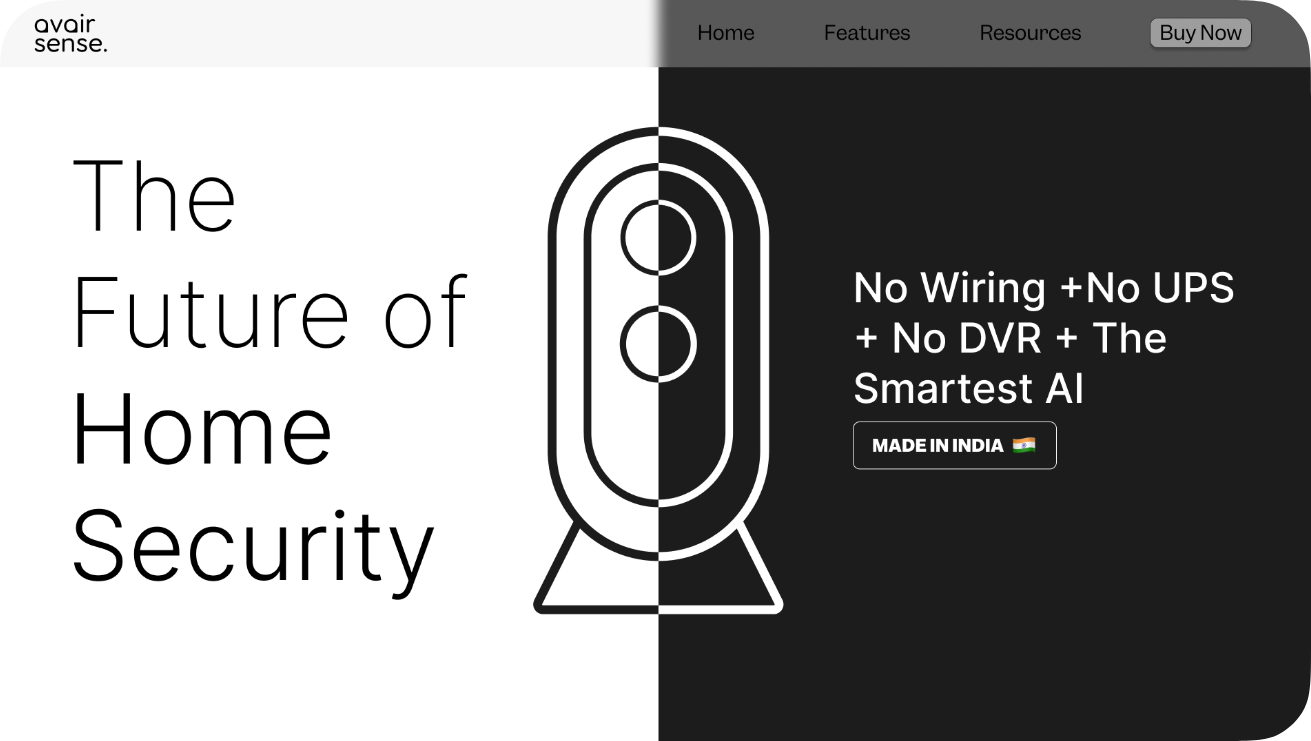 avair
sense.
Home
Features
Resources
Buy Now
The
Future of
Home
Security
No Wiring +No UPS
+ No DVR + The
Smartest AI
MADE IN INDIA 🇮🇳